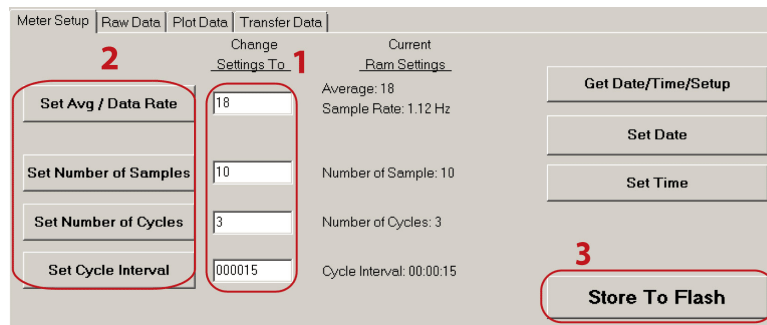 Meter Setup Raw Data Plot Data Transfer Data
2
Change
Settings To
1
Current
Ram Settings
Set Avg / Data Rate
18
Average: 18
Sample Rate: 1.12 Hz
Get Date/Time/Setup
Set Date
Set Number of Samples
10
Number of Sample: 10
Set Time
Set Number of Cycles
3
Number of Cycles: 3
Set Cycle Interval
000015
Cycle Interval: 00:00:15
3
Store To Flash